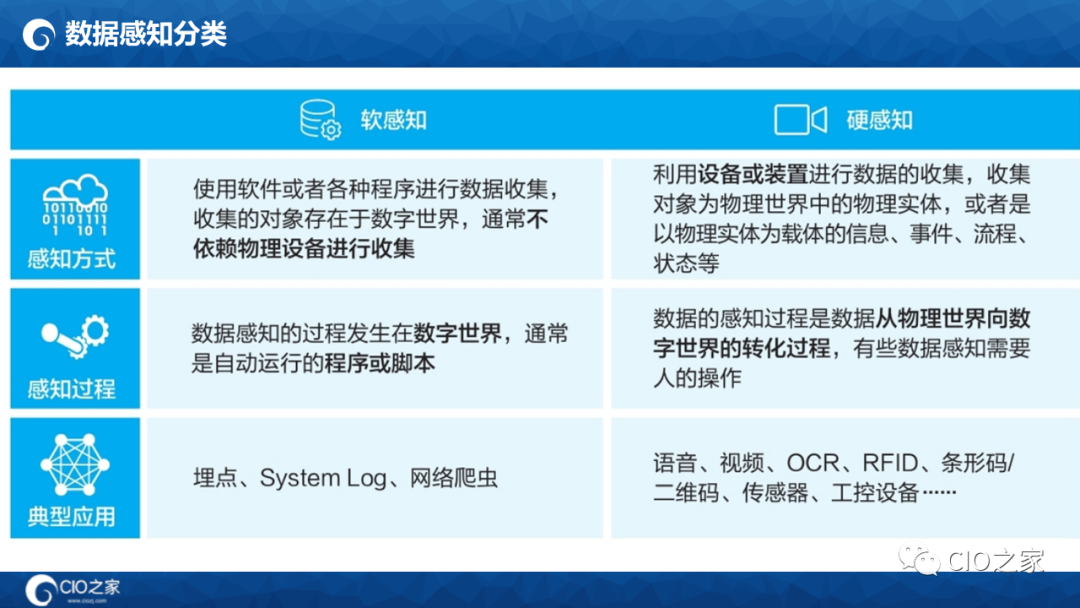 数据感知分类
软感知
硬感知
10110010
01101111
1 10 1
感知方式
使用软件或者各种程序进行数据收集，
收集的对象存在于数字世界，通常不
依赖物理设备进行收集
利用设备或装置进行数据的收集，收集
对象为物理世界中的物理实体，或者是
以物理实体为载体的信息、事件、流程、
状态等
感知过程
数据感知的过程发生在数字世界，通常
是自动运行的程序或脚本
数据的感知过程是数据从物理世界向数
字世界的转化过程，有些数据感知需要
人的操作
典型应用
埋点、System Log、网络爬虫
语音、视频、OCR、RFID、条形码/
二维码、传感器、工控设备……
CIO之家
CIO之家
www.ciozj.com